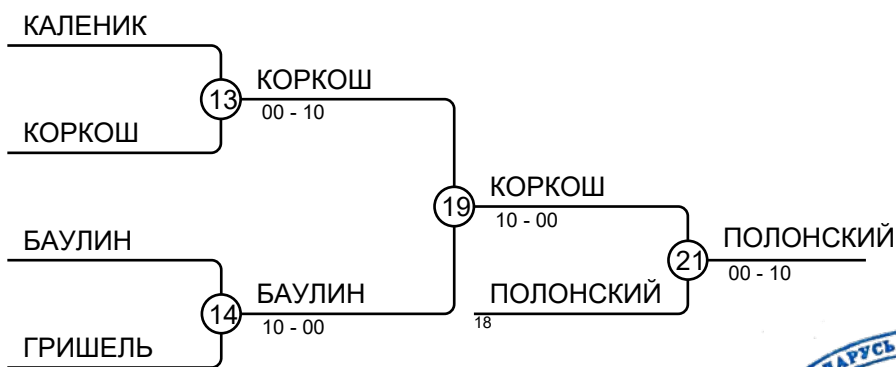 КАЛЕНИК
13
КОРКОШ
00 - 10
КОРКОШ
19
КОРКОШ
10 - 00
БАУЛИН
21
ПОЛОНСКИЙ
00 - 10
14
БАУЛИН
10 - 00
ПОЛОНСКИЙ
18
ГРИШЕЛЬ